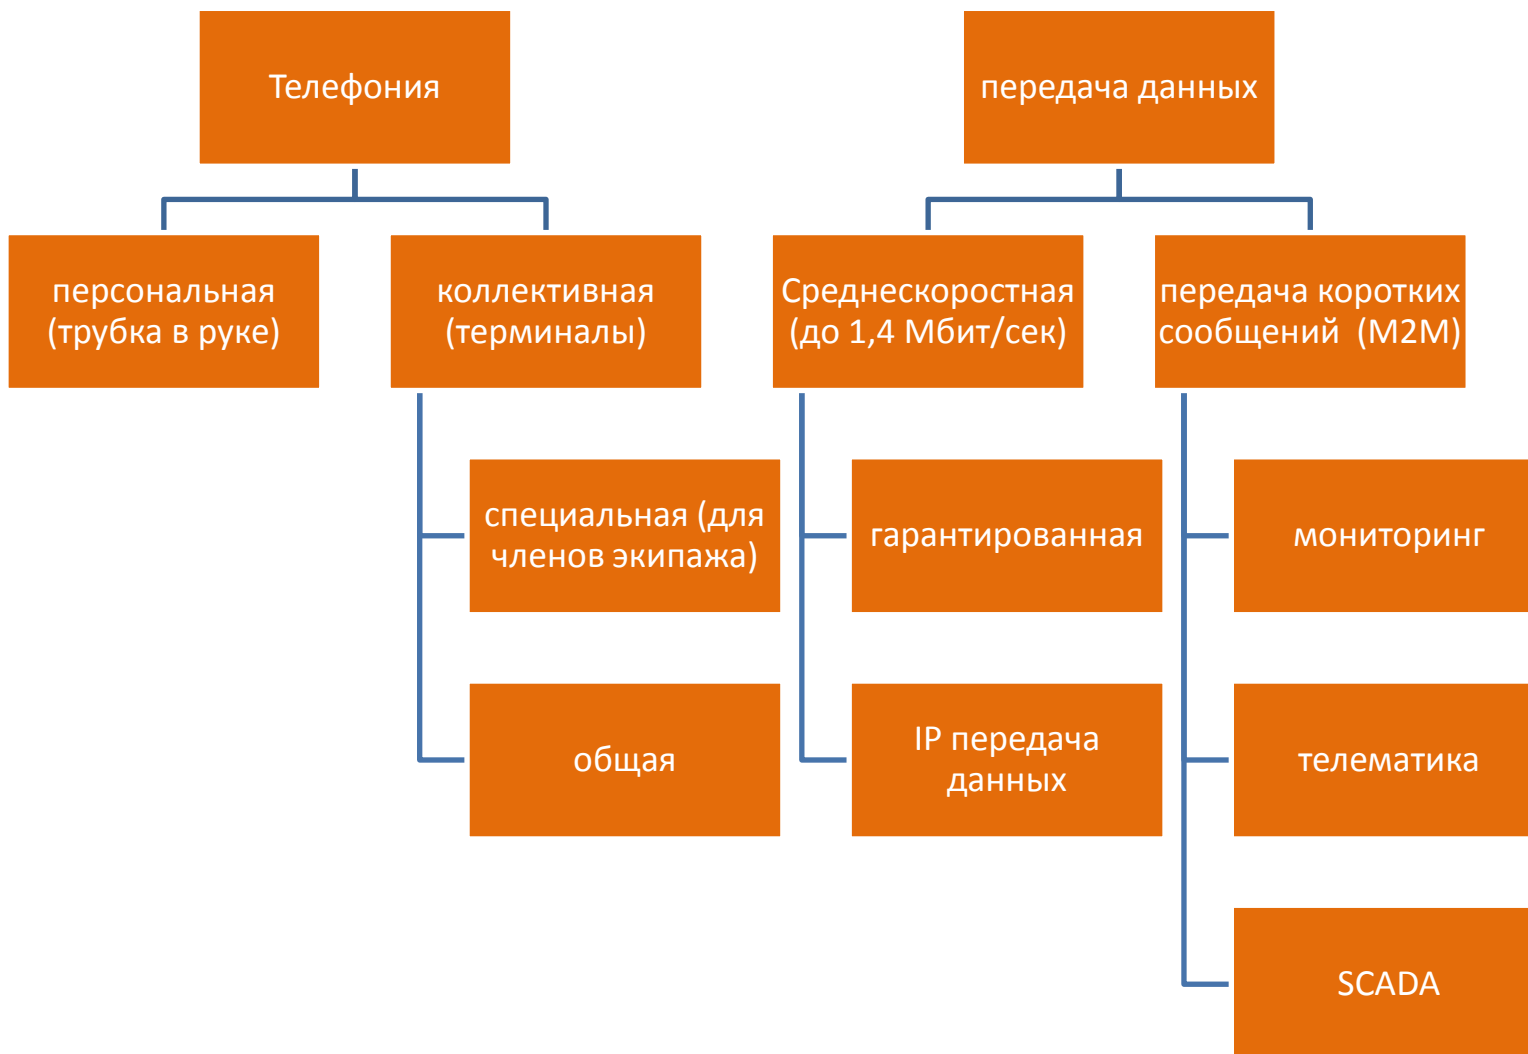 Телефония
передача данных
персональная
(трубка в руке)
коллективная
(терминалы)
Среднескоростная
(до 1,4 Мбит/сек)
передача коротких
сообщений (М2М)
специальная (для
членов экипажа)
гарантированная
мониторинг
общая
IP передача
данных
телематика
SCADA